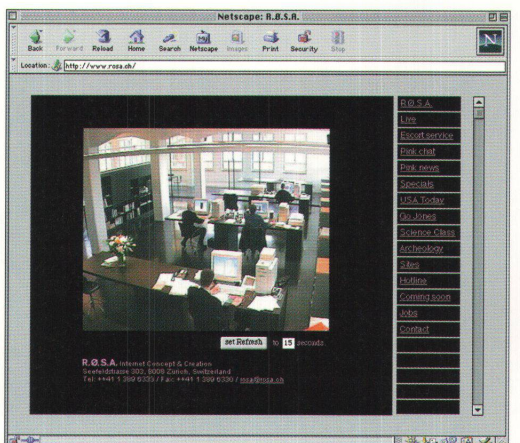 Netscape: R.Ø.S.A.
Back Forward Reload Home Search Netscape Images Print Security Stop
N
Location: http://www.rosa.ch/
R.Ø.S.A.
Live
Escort service
Pink chat
Pink news
Specials
USA Today
Go Jones
Science Class
Archeology
Sites
Hotline
Coming soon
Jobs
Contact
set Refresh to 15 seconds
R.Ø.S.A. Internet Concept & Creation
Seefeldstrasse 303, 8008 Zürich, Switzerland
Tel: ++41 1 389 6333 / Fax: ++41 1 389 6330 / rosa@rosa.ch